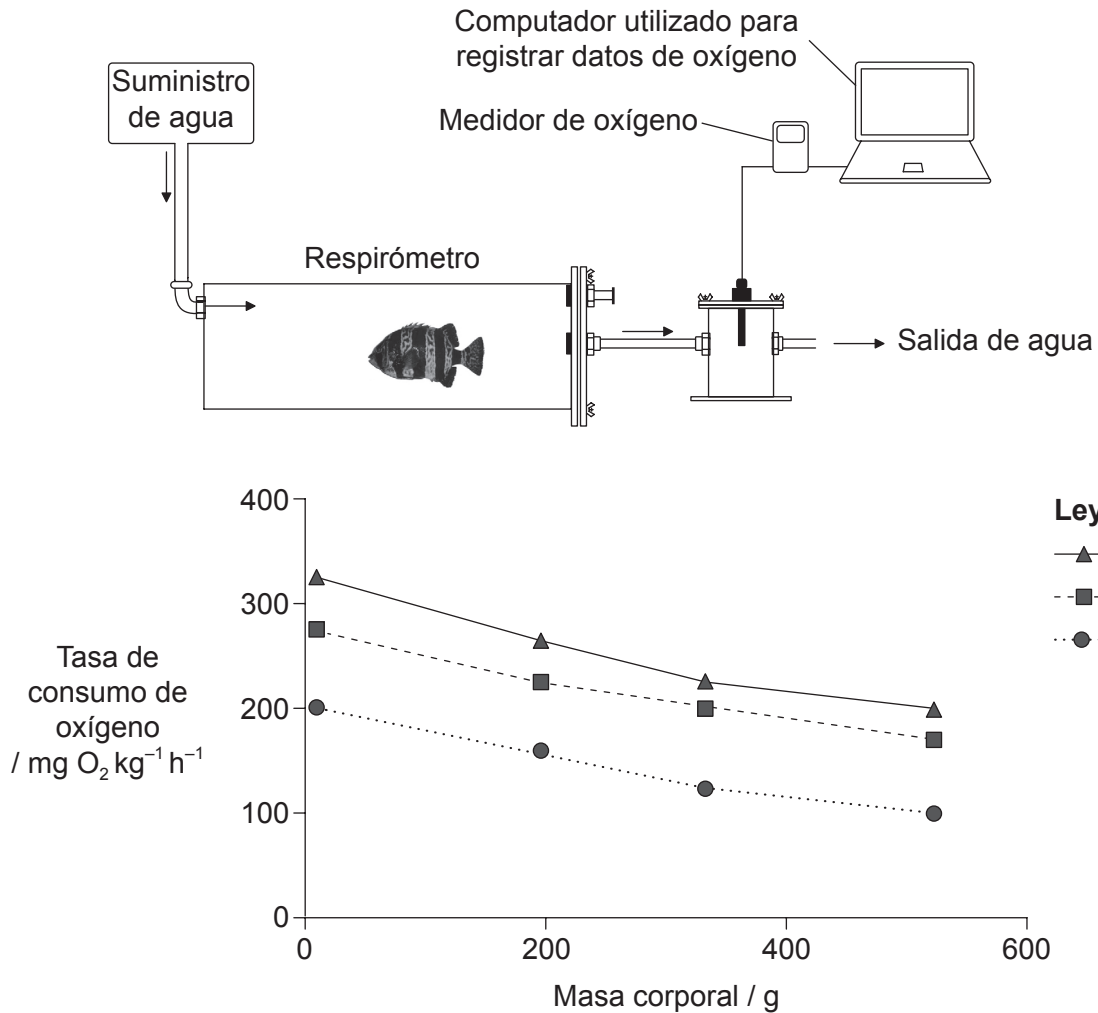 Computador utilizado para
registrar datos de oxígeno
Suministro
de agua
Medidor de oxígeno
Respirómetro
Salida de agua
400
300
200
100
0
Tasa de
consumo de
oxígeno
/ mg O₂ kg⁻¹ h⁻¹
0
200
400
600
Masa corporal / g
Ley